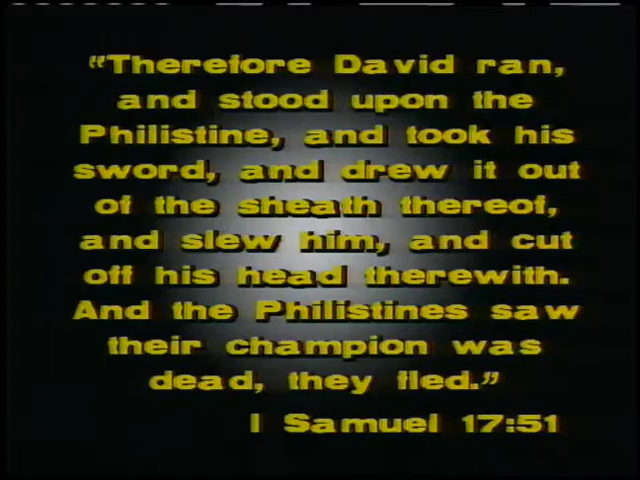 “Therefore David ran,
and stood upon the
Philistine, and took his
sword, and drew it out
of the sheath thereof,
and slew him, and cut
off his head therewith.
And the Philistines saw
their champion was
dead, they fled.”
I Samuel 17:51